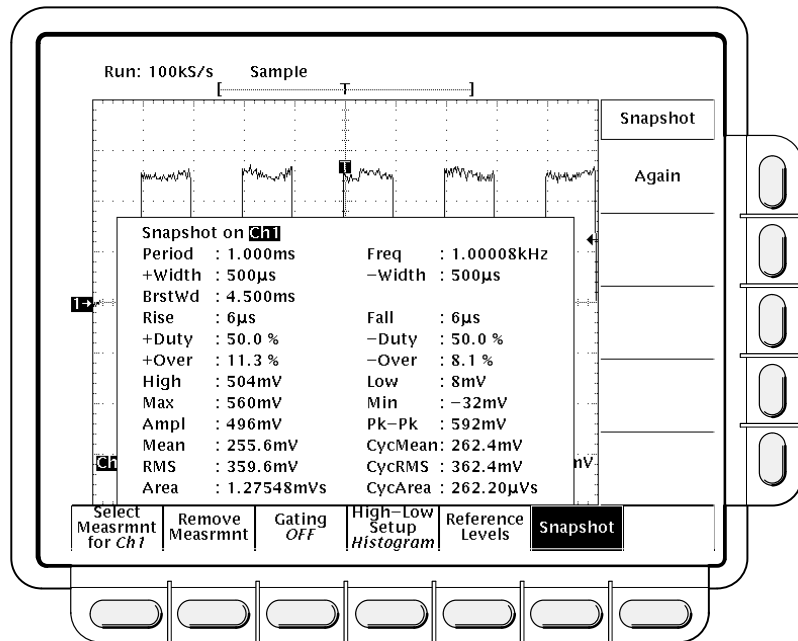 Run: 100kS/s Sample
[ T ]
Snapshot
Again
T
Snapshot on Ch1
Period : 1.000ms Freq : 1.00008kHz
+Width : 500µs −Width : 500µs
BrstWd : 4.500ms
1
Rise : 6µs Fall : 6µs
+Duty : 50.0 % −Duty : 50.0 %
+Over : 11.3 % −Over : 8.1 %
High : 504mV Low : 8mV
Max : 560mV Min : −32mV
Ampl : 496mV Pk−Pk : 592mV
Mean : 255.6mV CycMean: 262.4mV
Ch
RMS : 359.6mV CycRMS : 362.4mV
mV
Area : 1.27548mVs CycArea : 262.20µVs
Select
Measrmnt
for Ch1
Remove
Measrmnt
Gating
OFF
High−Low
Setup
Histogram
Reference
Levels
Snapshot